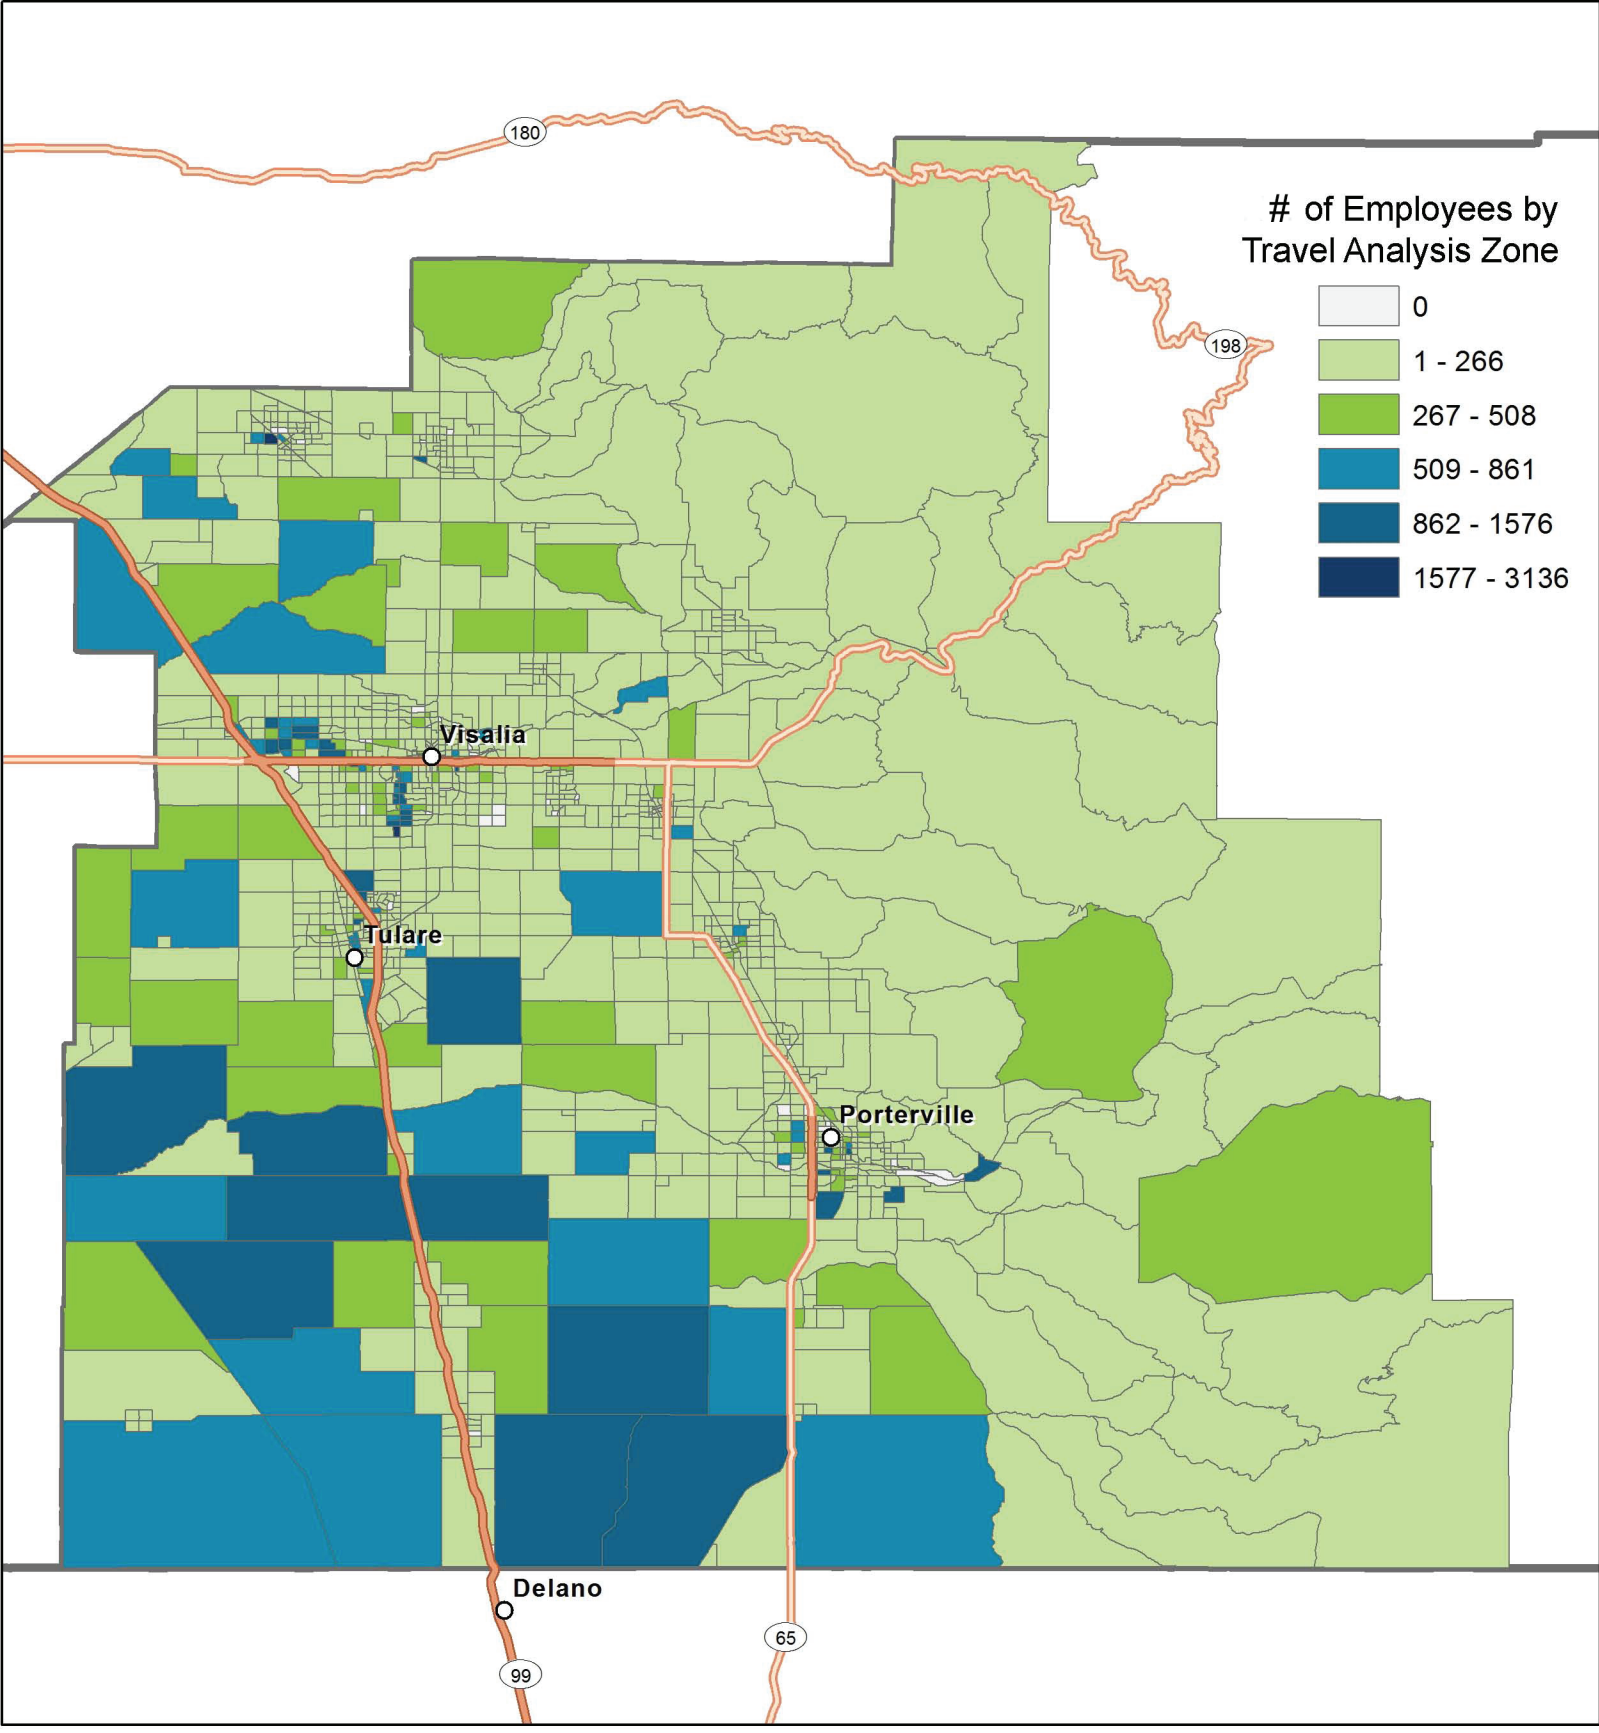 180
# of Employees by
Travel Analysis Zone
0
1 - 266
267 - 508
509 - 861
862 - 1576
1577 - 3136
198
Visalia
Tulare
Porterville
Delano
65
99